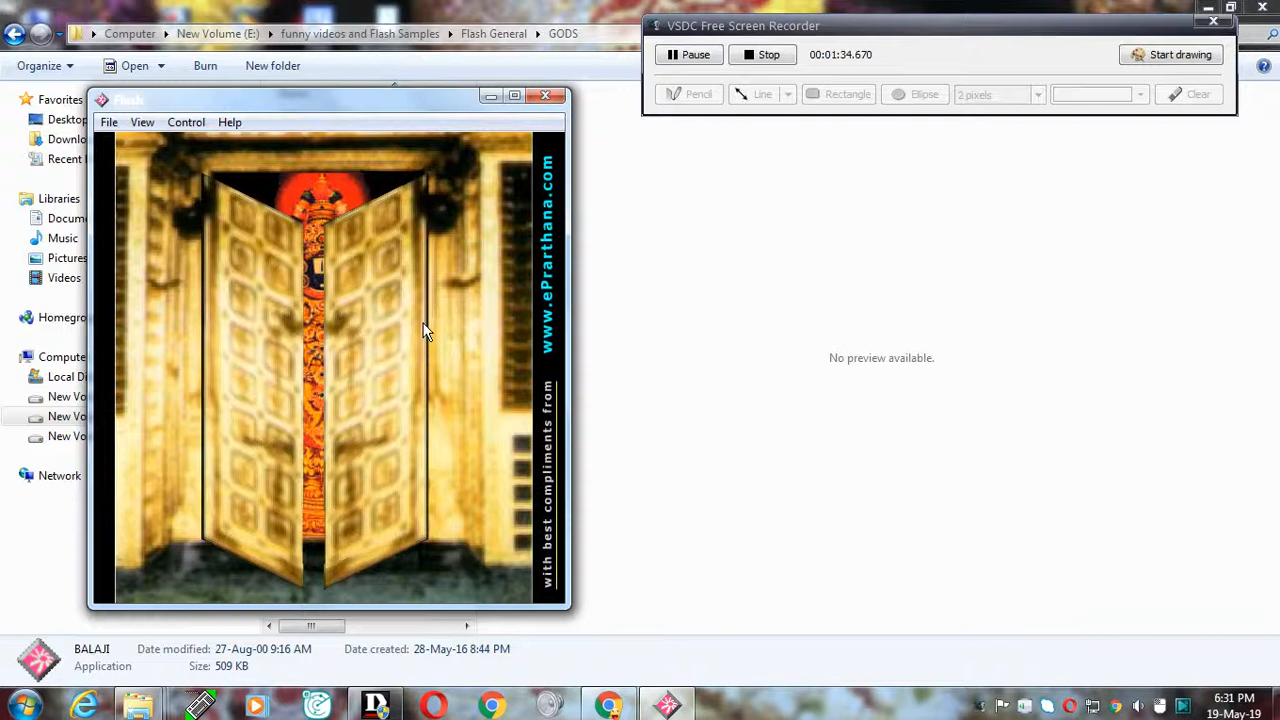 Computer New Volume (E:) funny videos and Flash Samples Flash General GODS
Organize Open Burn New folder
VSDC Free Screen Recorder
Pause Stop 00:01:34.670 Start drawing
Pencil Line Rectangle Ellipse 2 pixels Clear
Favorites
Desktop
Downlo
Recent
Libraries
Docum
Music
Pictures
Videos
Homegro
Compute
Local Di
New Vo
New Vo
New Vo
Network
Flash
File View Control Help
www.ePrarthana.com
with best compliments from
No preview available.
BALAJI Date modified: 27-Aug-00 9:16 AM Date created: 28-May-16 8:44 PM
Application Size: 509 KB
6:31 PM
19-May-19